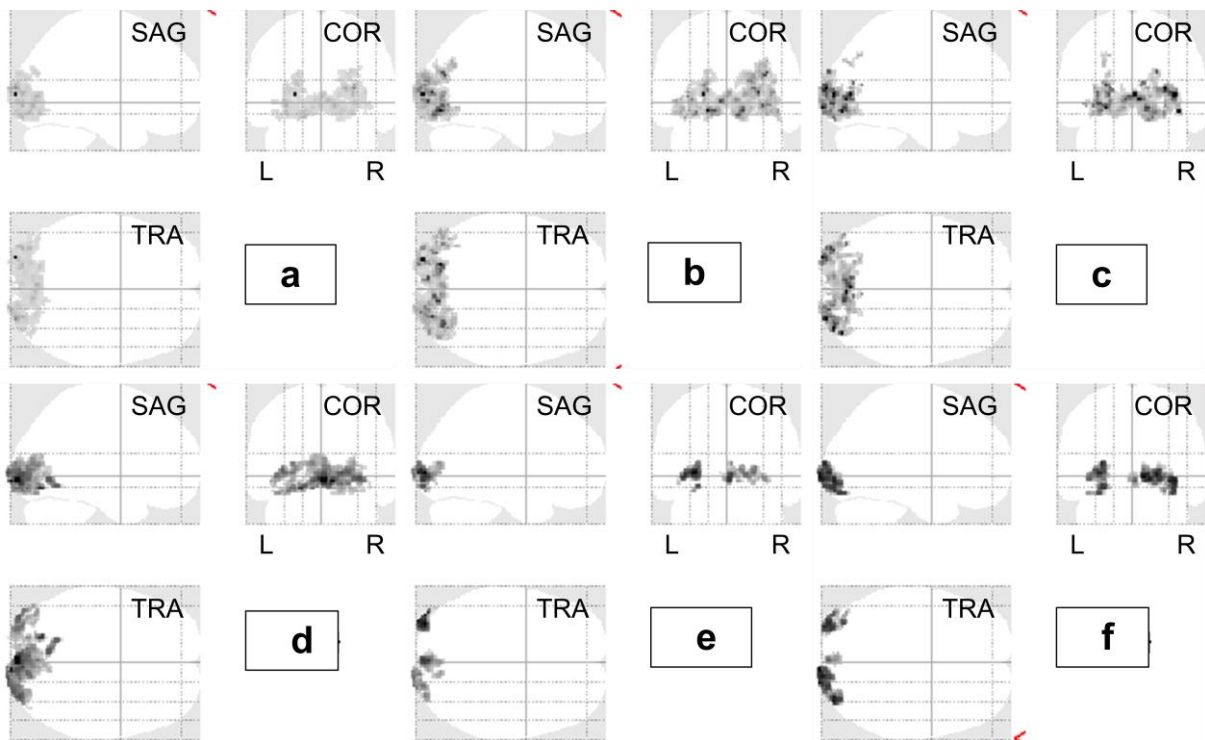 SAG COR SAG COR SAG COR
L R L R L R
TRA a TRA b TRA c
SAG COR SAG COR SAG COR
L R L R L R
TRA d TRA e TRA f